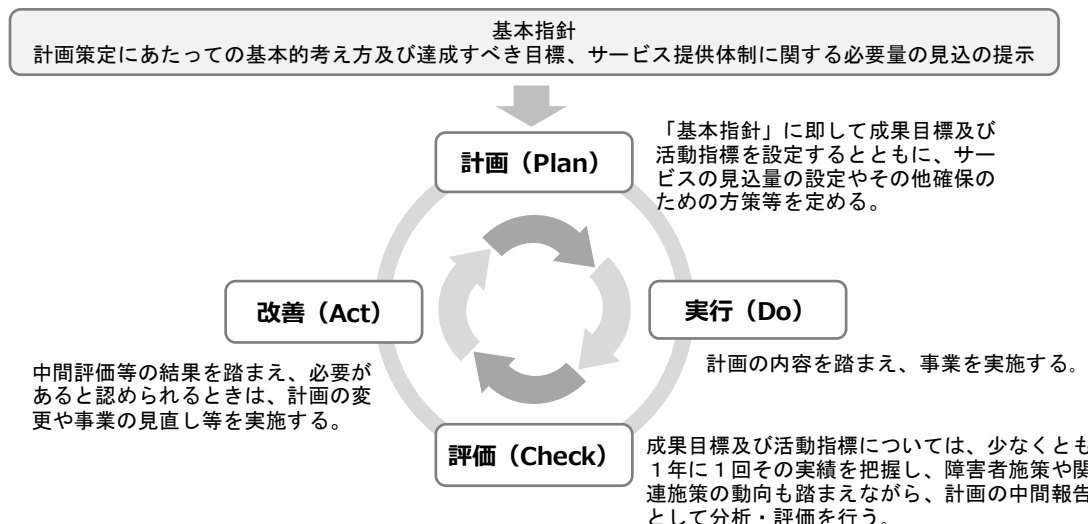 基本指針
計画策定にあたっての基本的考え方及び達成すべき目標、サービス提供体制に関する必要量の見込の提示
計画（Plan）
「基本指針」に即して成果目標及び
活動指標を設定するとともに、サー
ビスの見込量の設定やその他確保の
ための方策等を定める。
改善（Act）
実行（Do）
計画の内容を踏まえ、事業を実施する。
中間評価等の結果を踏まえ、必要が
あると認められるときは、計画の変
更や事業の見直し等を実施する。
評価（Check）
成果目標及び活動指標については、少なくとも
１年に１回その実績を把握し、障害者施策や関
連施策の動向も踏まえながら、計画の中間報告
として分析・評価を行う。